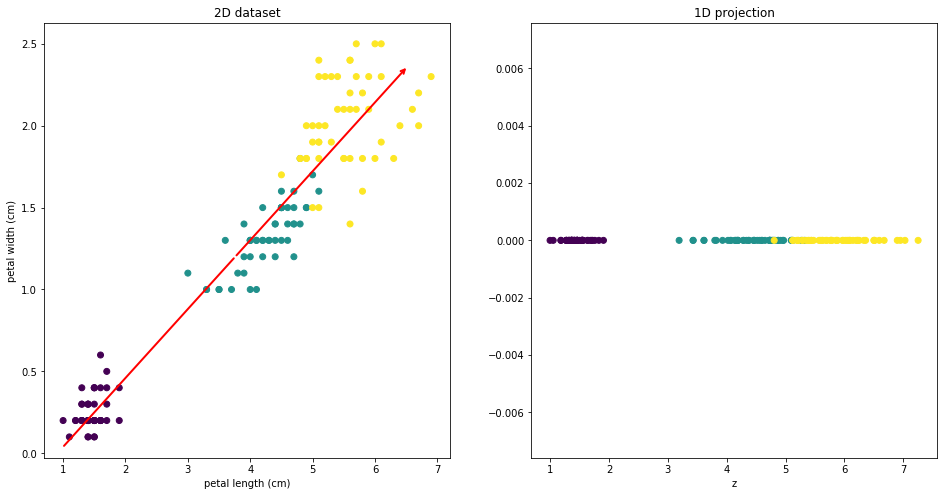 2D dataset
2.5
2.0
1.5
1.0
0.5
0.0
petal width (cm)
1 2 3 4 5 6 7
petal length (cm)
1D projection
0.006
0.004
0.002
0.000
−0.002
−0.004
−0.006
1 2 3 4 5 6 7
z